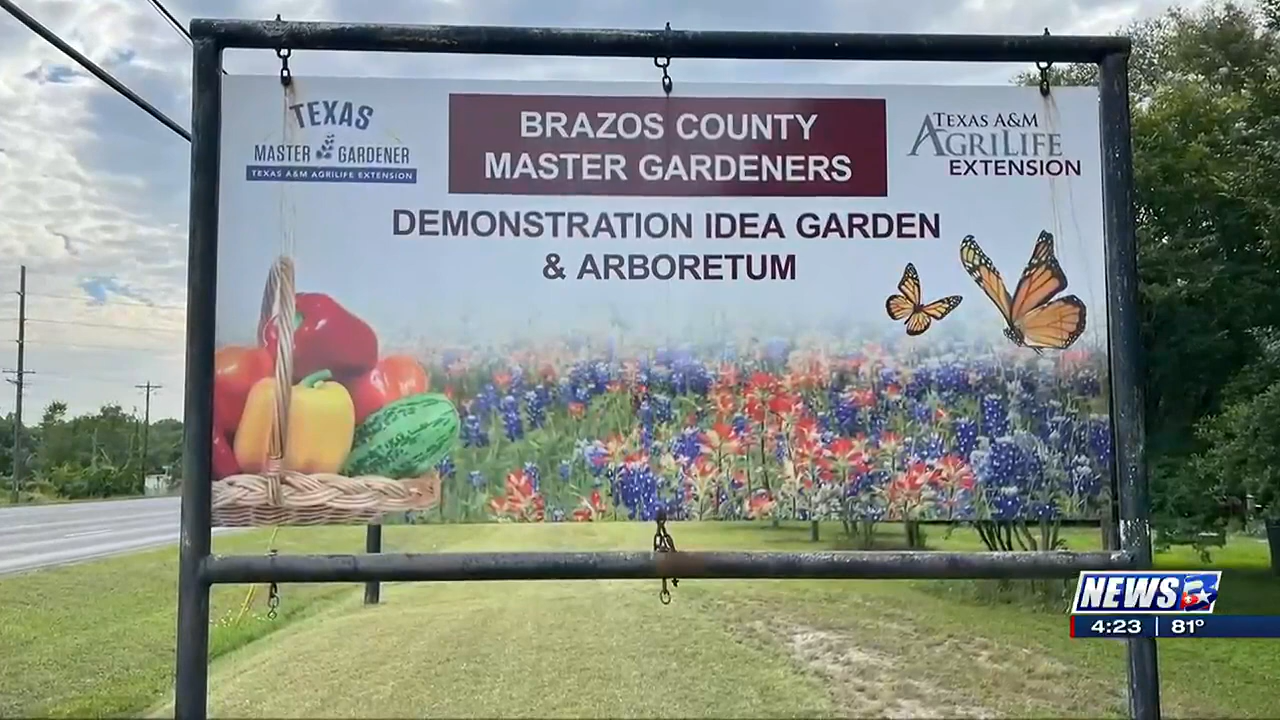 TEXAS
MASTER GARDENER
TEXAS A&M AGRILIFE EXTENSION
BRAZOS COUNTY
MASTER GARDENERS
TEXAS A&M
AGRILIFE
EXTENSION
DEMONSTRATION IDEA GARDEN
& ARBORETUM
NEWS 3
4:23 | 81°